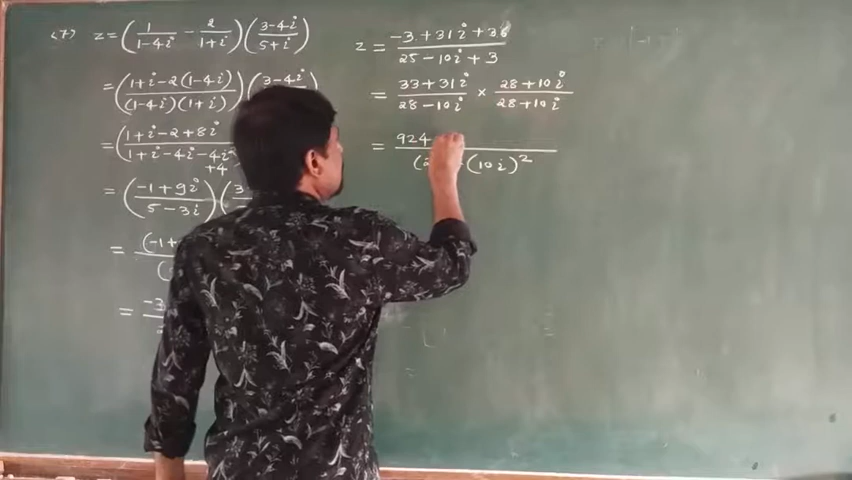 (7) z = (1/(1-4i) - 2/(1+i)) ((3-4i)/(5+i))
= ((1+i-2(1-4i))/((1-4i)(1+i))) (3-4i
= (1+i-2+8i/1+i-4i-4i
+4
= ((-1+9i)/(5-3i)) (3
= (-1+
= -3
z = (-3+31i+36)/(25-10i+3)
= (33+31i)/(28-10i) × (28+10i)/(28+10i)
= 924
(10i)²